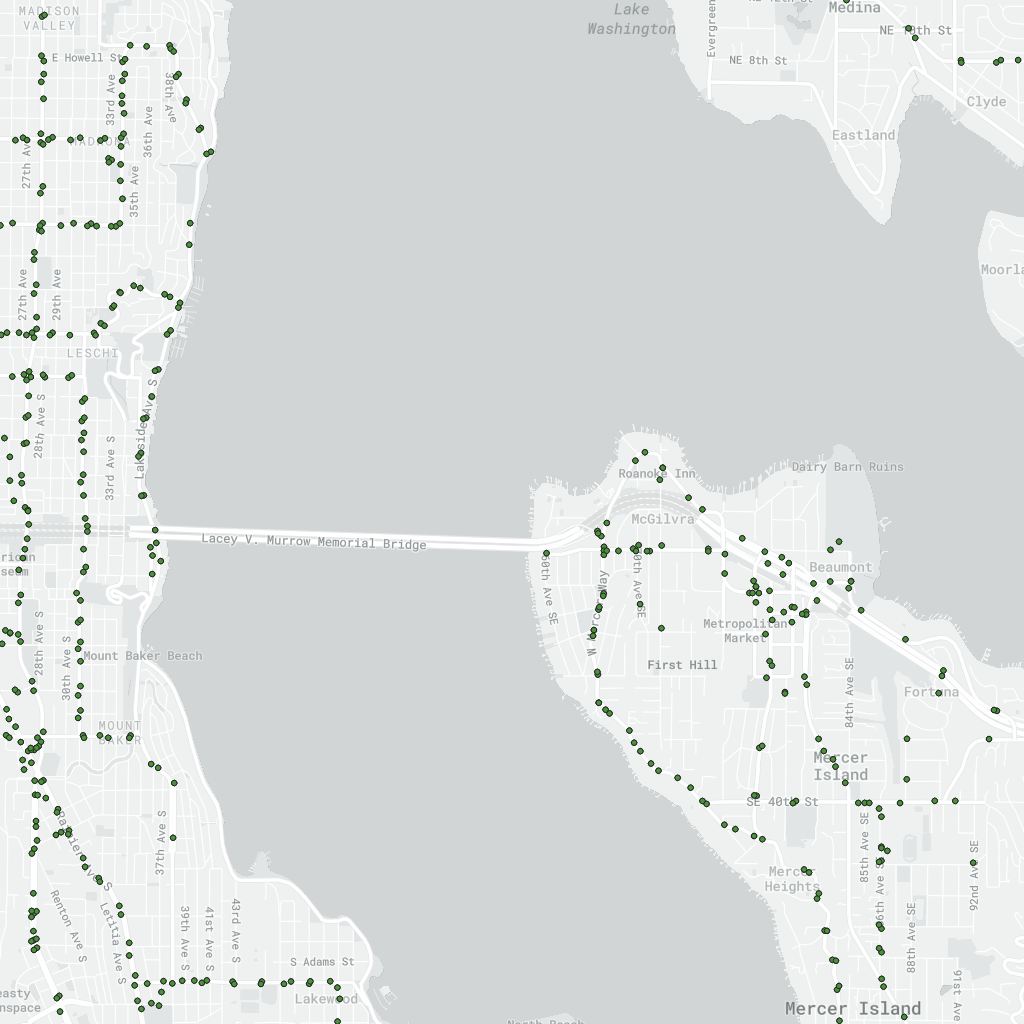 MADISON
VALLEY
Lake
Washington
Medina
NE 8th St
Clyde
Eastland
E Howell St
33rd Ave
38th Ave
36th Ave
MADRONA
27th Ave
35th Ave
27th Ave
29th Ave
LESCHI
28th Ave S
33rd Ave S
Lakeside Av S
Lacey V. Murrow Memorial Bridge
Roanoke Inn
Dairy Barn Ruins
McGilvra
Beaumont
60th Ave SE
N Mercer Way
Metropolitan
Market
First Hill
28th Ave S
30th Ave S
Mount Baker Beach
84th Ave SE
Fortuna
MOUNT
BAKER
Mercer
Island
SE 40th St
Rainier Ave S
37th Ave S
85th Ave SE
92nd Ave SE
Mercer
Heights
Renton Ave S
Letitia Ave S
39th Ave S
41st Ave S
43rd Ave S
88th Ave SE
S Adams St
Lakewood
Mercer Island